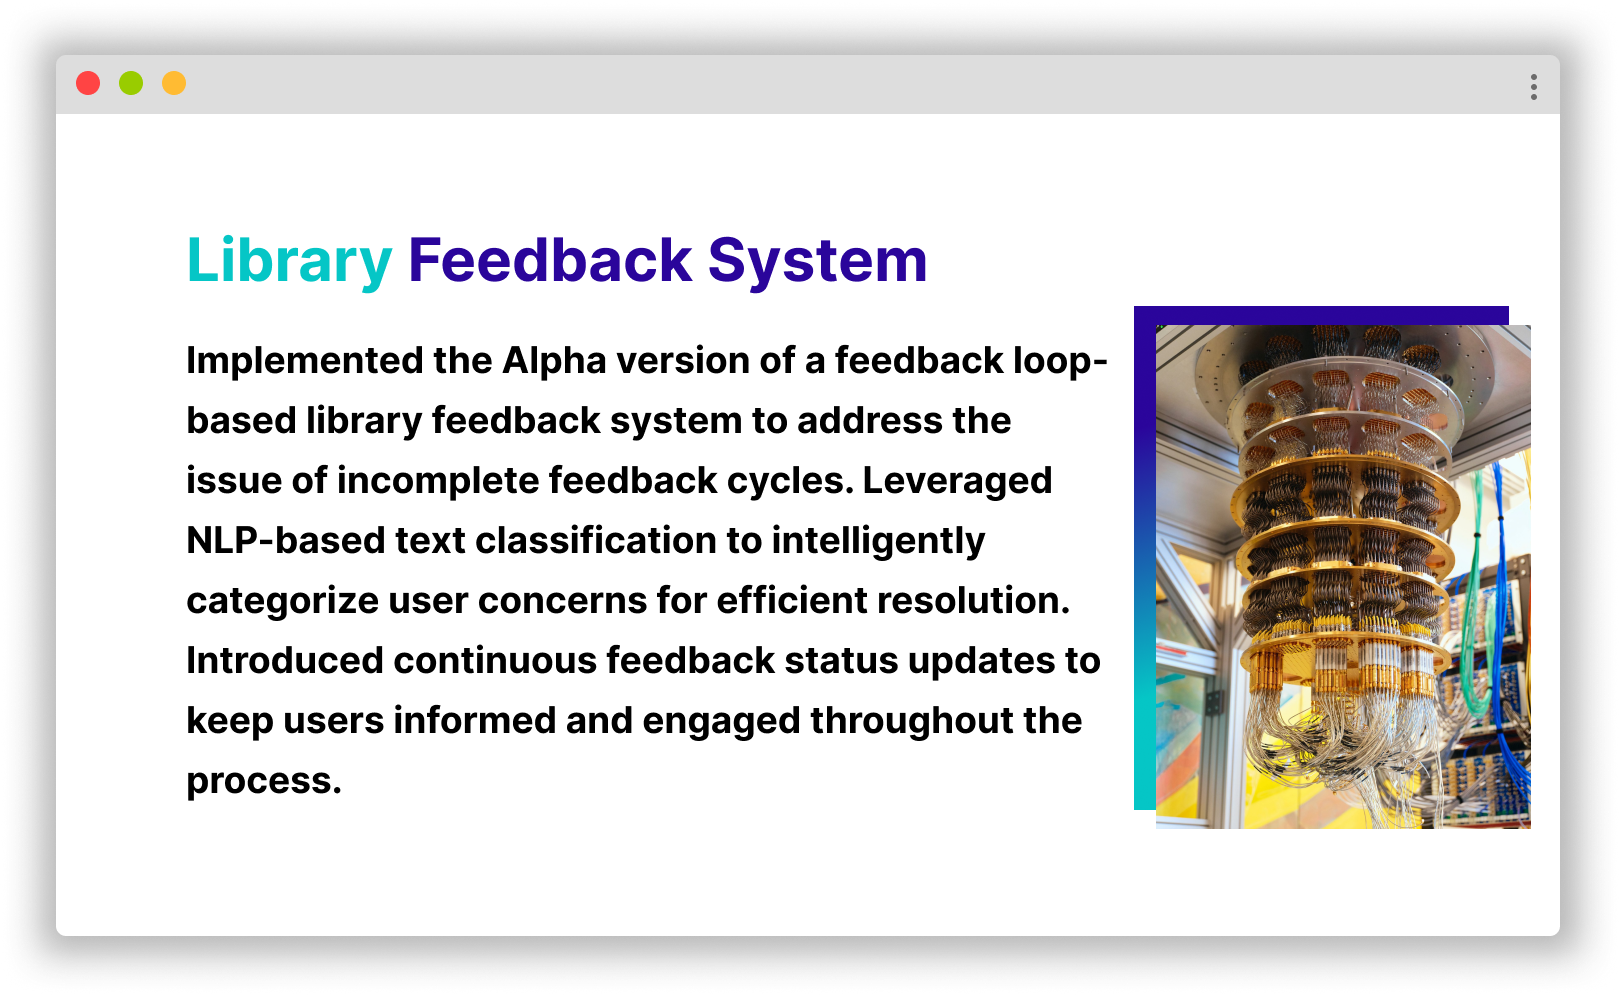 Library Feedback System
Implemented the Alpha version of a feedback loop-
based library feedback system to address the
issue of incomplete feedback cycles. Leveraged
NLP-based text classification to intelligently
categorize user concerns for efficient resolution.
Introduced continuous feedback status updates to
keep users informed and engaged throughout the
process.